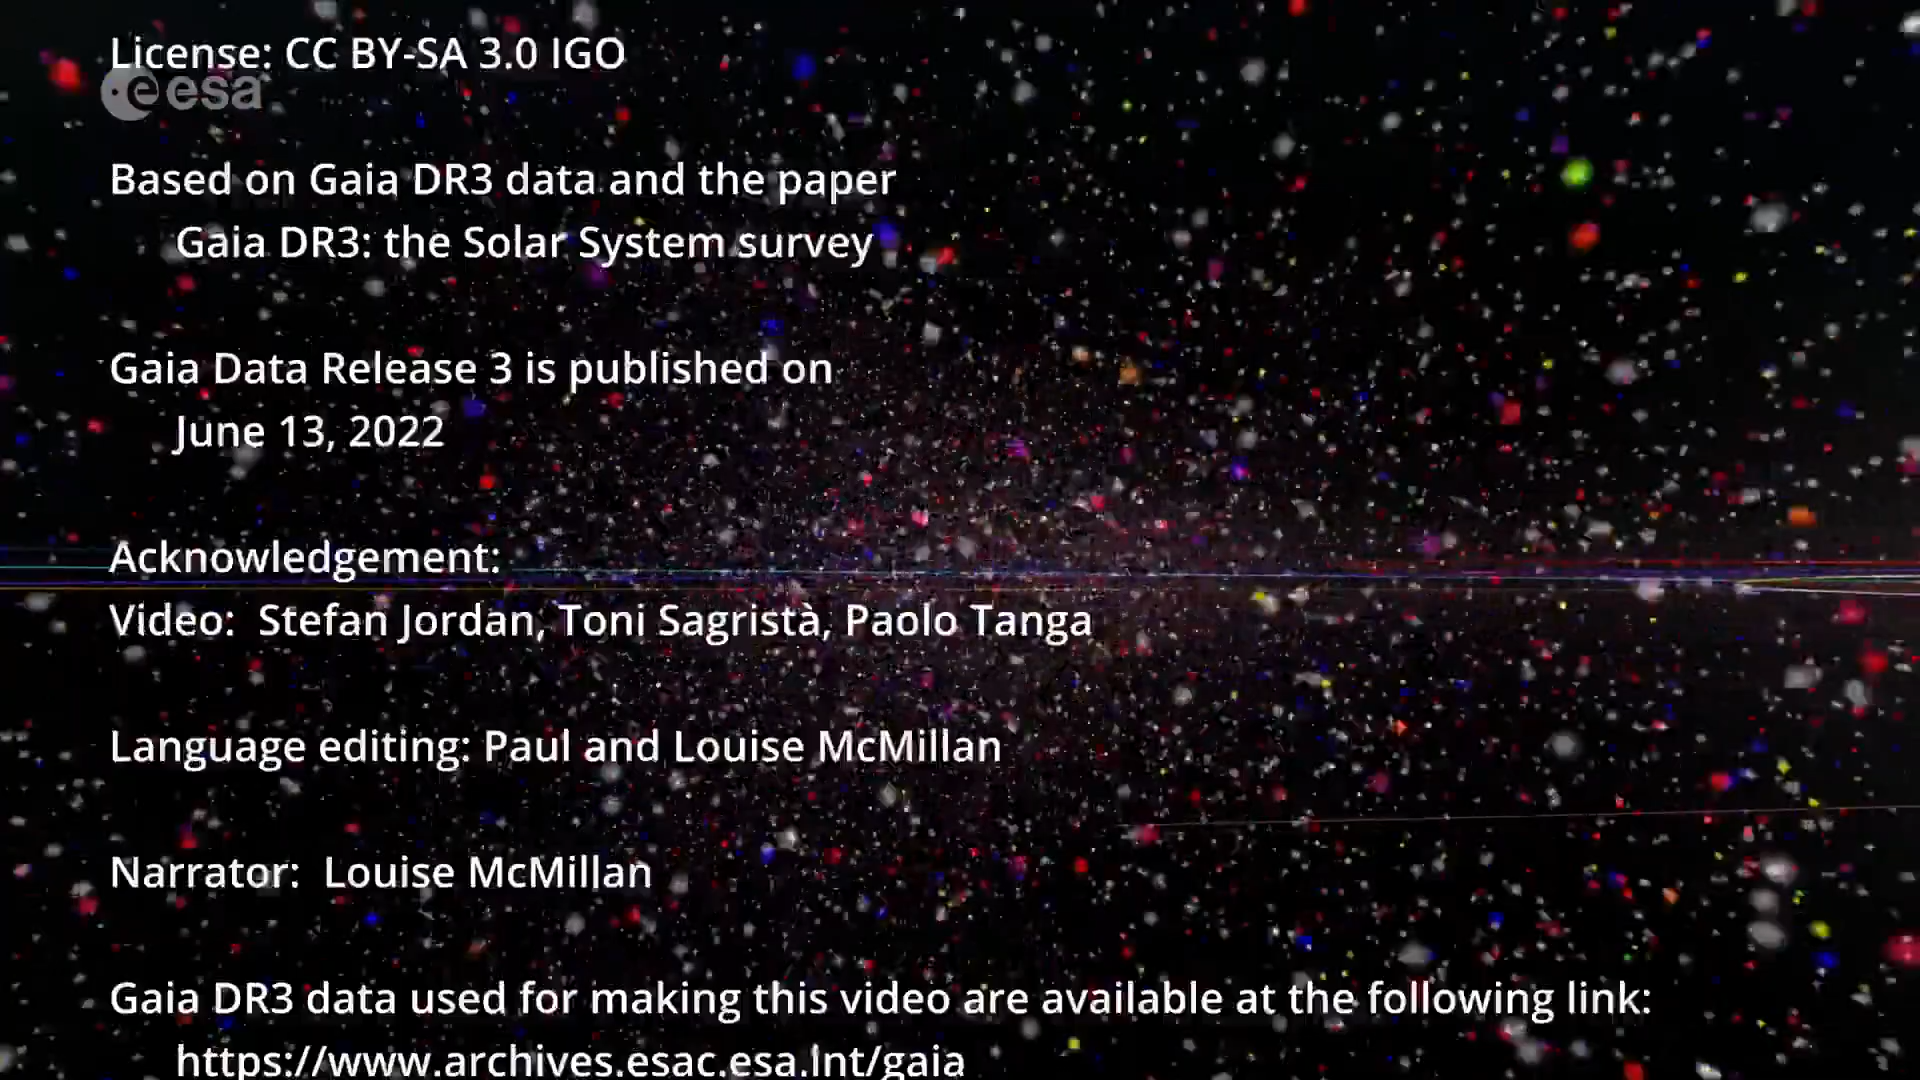 License: CC BY-SA 3.0 IGO
esa
Based on Gaia DR3 data and the paper
Gaia DR3: the Solar System survey
Gaia Data Release 3 is published on
June 13, 2022
Acknowledgement:
Video: Stefan Jordan, Toni Sagristà, Paolo Tanga
Language editing: Paul and Louise McMillan
Narrator: Louise McMillan
Gaia DR3 data used for making this video are available at the following link:
https://www.archives.esac.esa.int/gaia